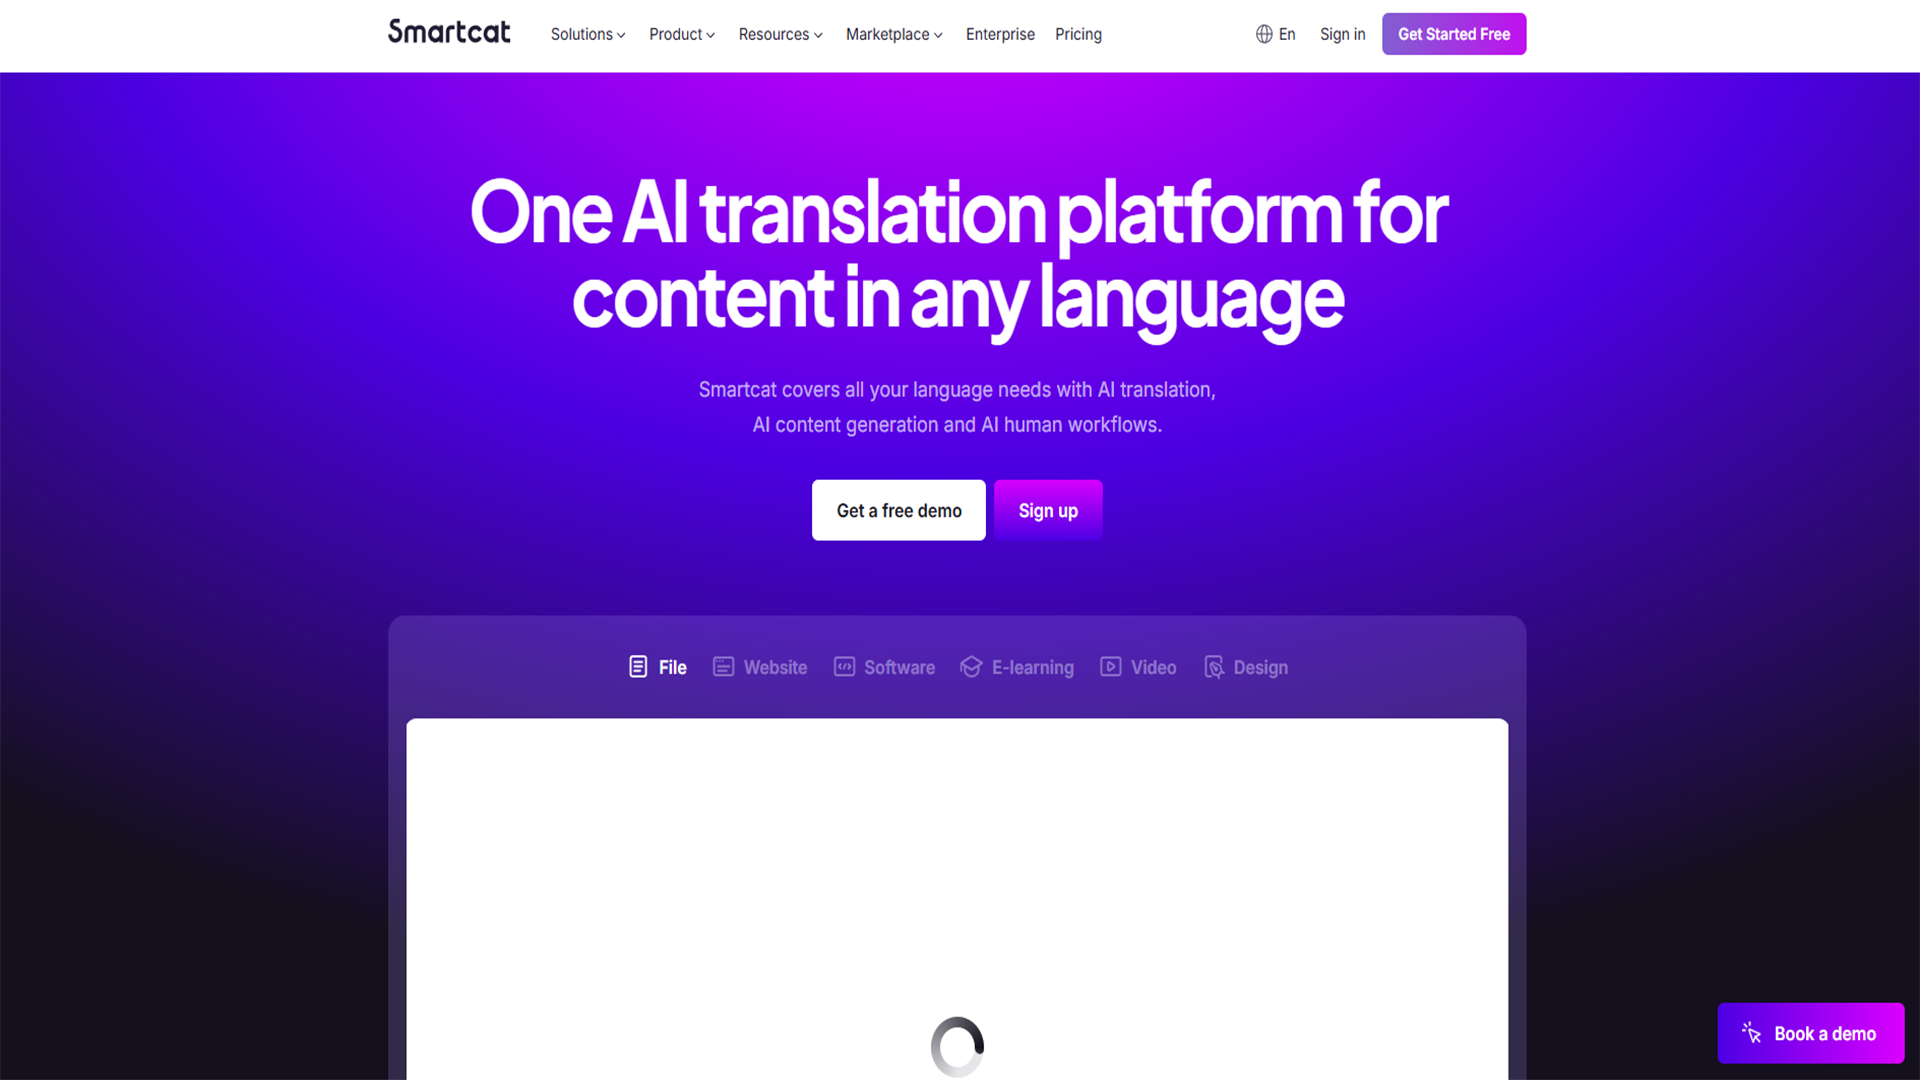 Smartcat
Solutions
Product
Resources
Marketplace
Enterprise
Pricing
En
Sign in
Get Started Free
One AI translation platform for
content in any language
Smartcat covers all your language needs with AI translation,
AI content generation and AI human workflows.
Get a free demo
Sign up
File
Website
Software
E-learning
Video
Design
Book a demo